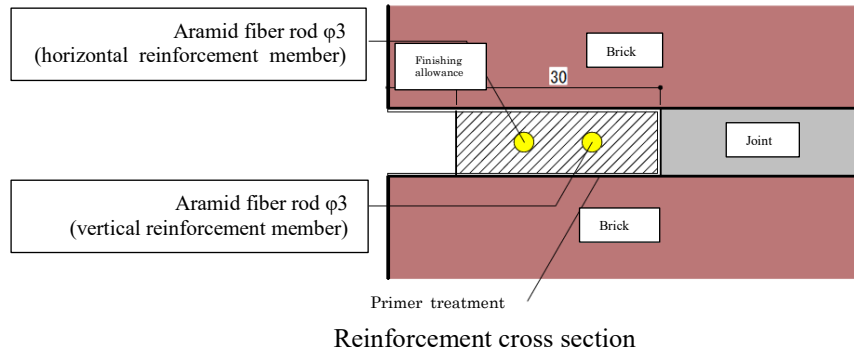 Aramid fiber rod φ3
(horizontal reinforcement member)
Finishing
allowance
Brick
30
Joint
Aramid fiber rod φ3
(vertical reinforcement member)
Brick
Primer treatment
Reinforcement cross section